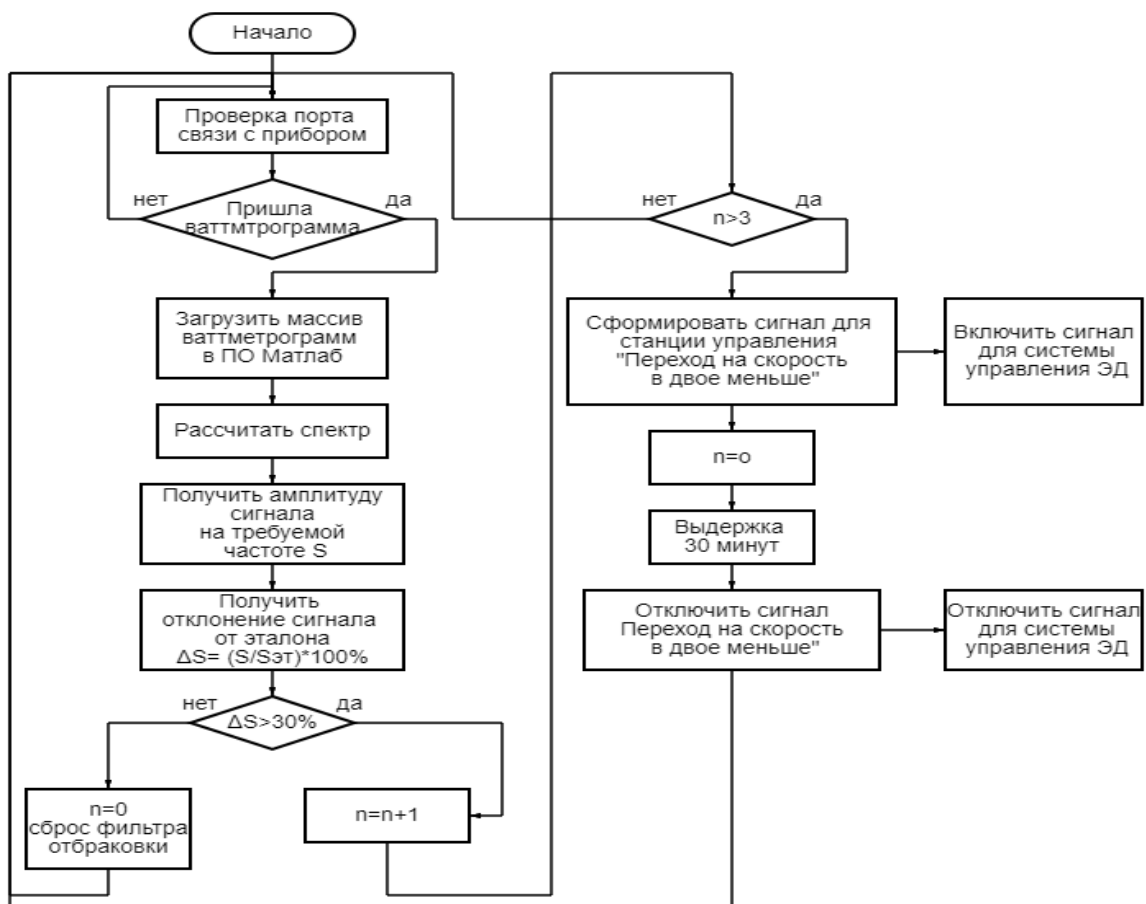 Начало
Проверка порта
связи с прибором
нет
да
Пришла
ваттмтрограмма
Загрузить массив
ваттметрограмм
в ПО Матлаб
Рассчитать спектр
Получить амплитуду
сигнала
на требуемой
частоте S
Получить
отклонение сигнала
от эталона
ΔS= (S/Sэт)*100%
нет
да
ΔS>30%
n=0
сброс фильтра
отбраковки
n=n+1
нет
да
n>3
Сформировать сигнал для
станции управления
"Переход на скорость
в двое меньше"
Включить сигнал
для системы
управления ЭД
n=о
Выдержка
30 минут
Отключить сигнал
Переход на скорость
в двое меньше"
Отключить сигнал
для системы
управления ЭД